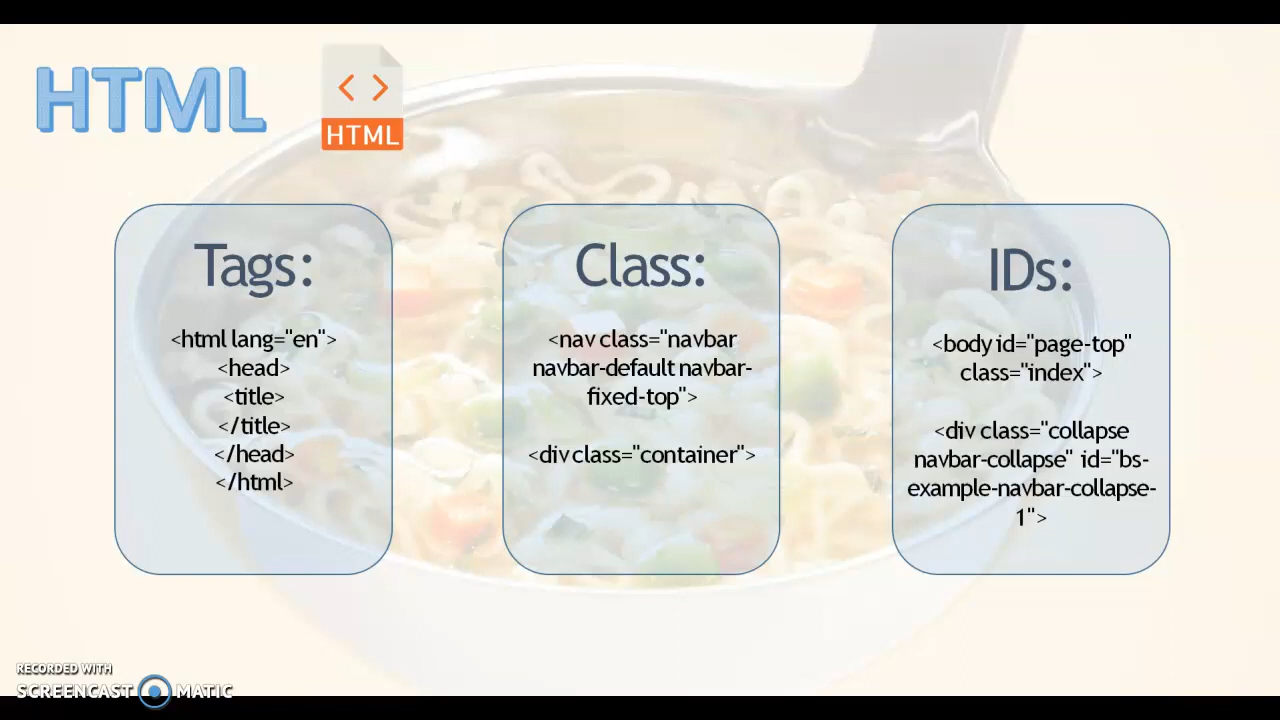 HTML
HTML
Tags:
<html lang="en">
<head>
<title>
</title>
</head>
</html>
Class:
<nav class="navbar
navbar-default navbar-
fixed-top">
<div class="container">
IDs:
<body id="page-top"
class="index">
<div class="collapse
navbar-collapse" id="bs-
example-navbar-collapse-
1">
RECORDED WITH
SCREENCAST MATIC